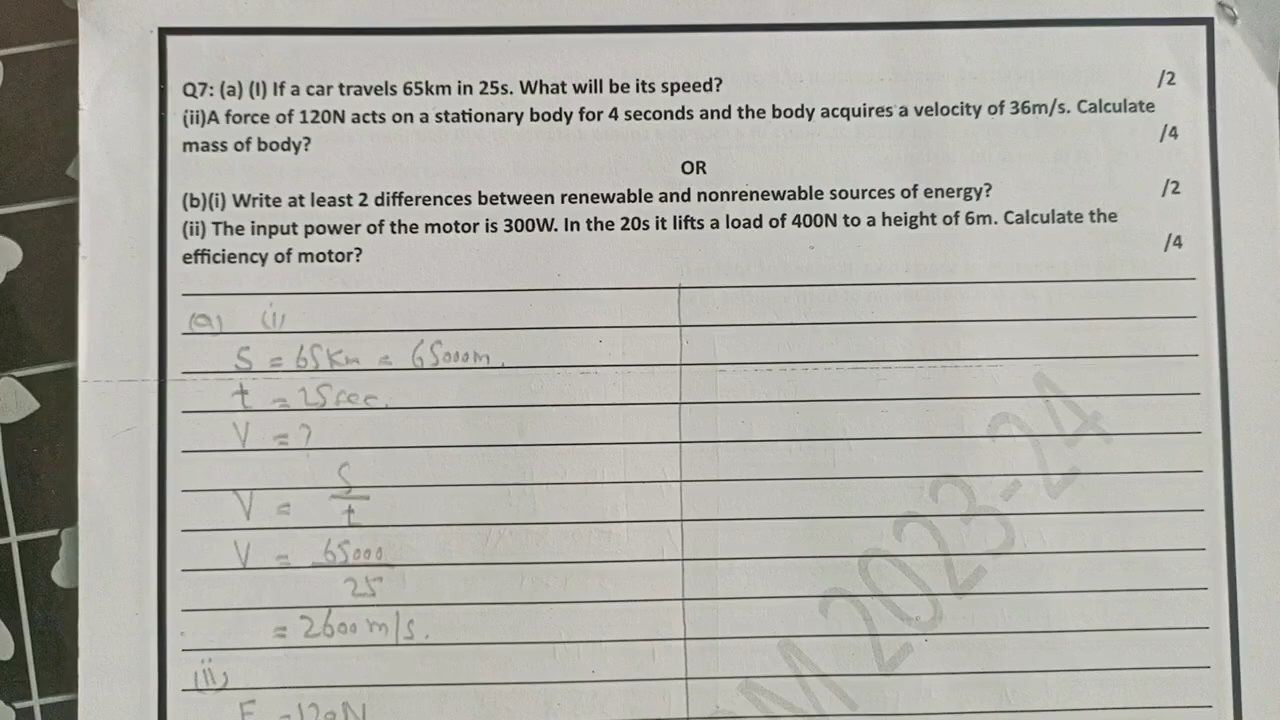 Q7: (a) (I) If a car travels 65km in 25s. What will be its speed? /2
(ii)A force of 120N acts on a stationary body for 4 seconds and the body acquires a velocity of 36m/s. Calculate
mass of body? /4
OR
(b)(i) Write at least 2 differences between renewable and nonrenewable sources of energy? /2
(ii) The input power of the motor is 300W. In the 20s it lifts a load of 400N to a height of 6m. Calculate the
efficiency of motor? /4
(a) (i)
S = 65Km = 65000m.
t = 25sec.
V = ?
V = S/t
V = 65000
25
= 2600 m/s.
(ii)
F = 120N
M 2023-24